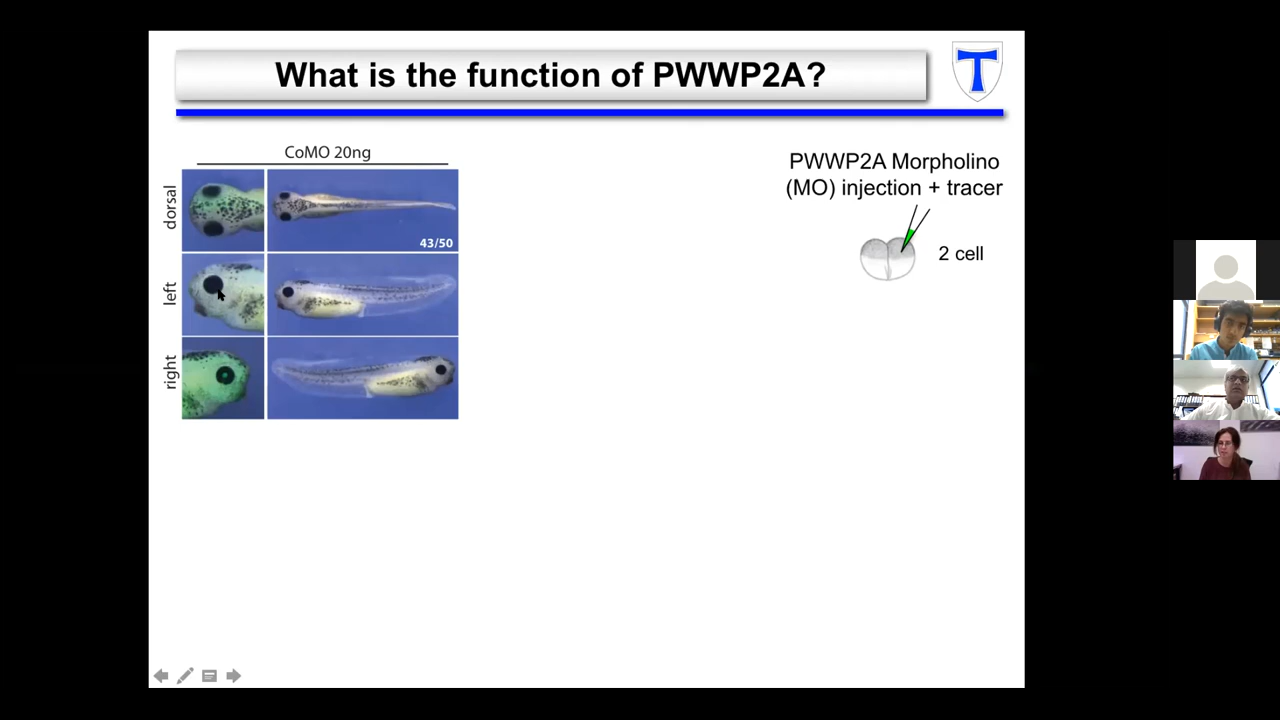 What is the function of PWWP2A?
T
CoMO 20ng
dorsal
43/50
left
right
PWWP2A Morpholino
(MO) injection + tracer
2 cell